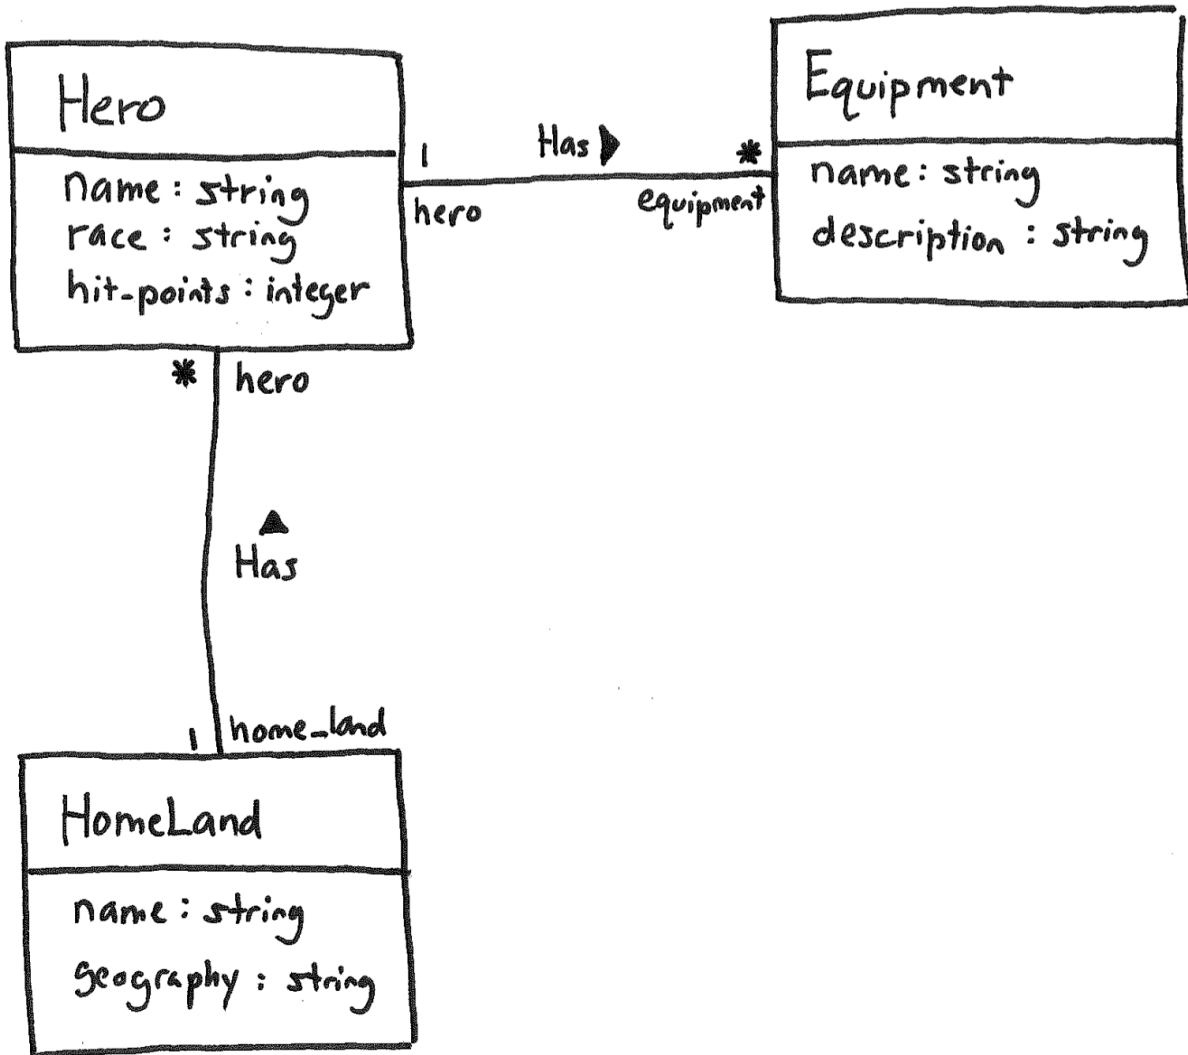 Hero
name : string
race : string
hit-points : integer
1
Has ▶
*
hero
equipment
Equipment
name : string
description : string
*
hero
▲
Has
1
home_land
HomeLand
name : string
geography : string